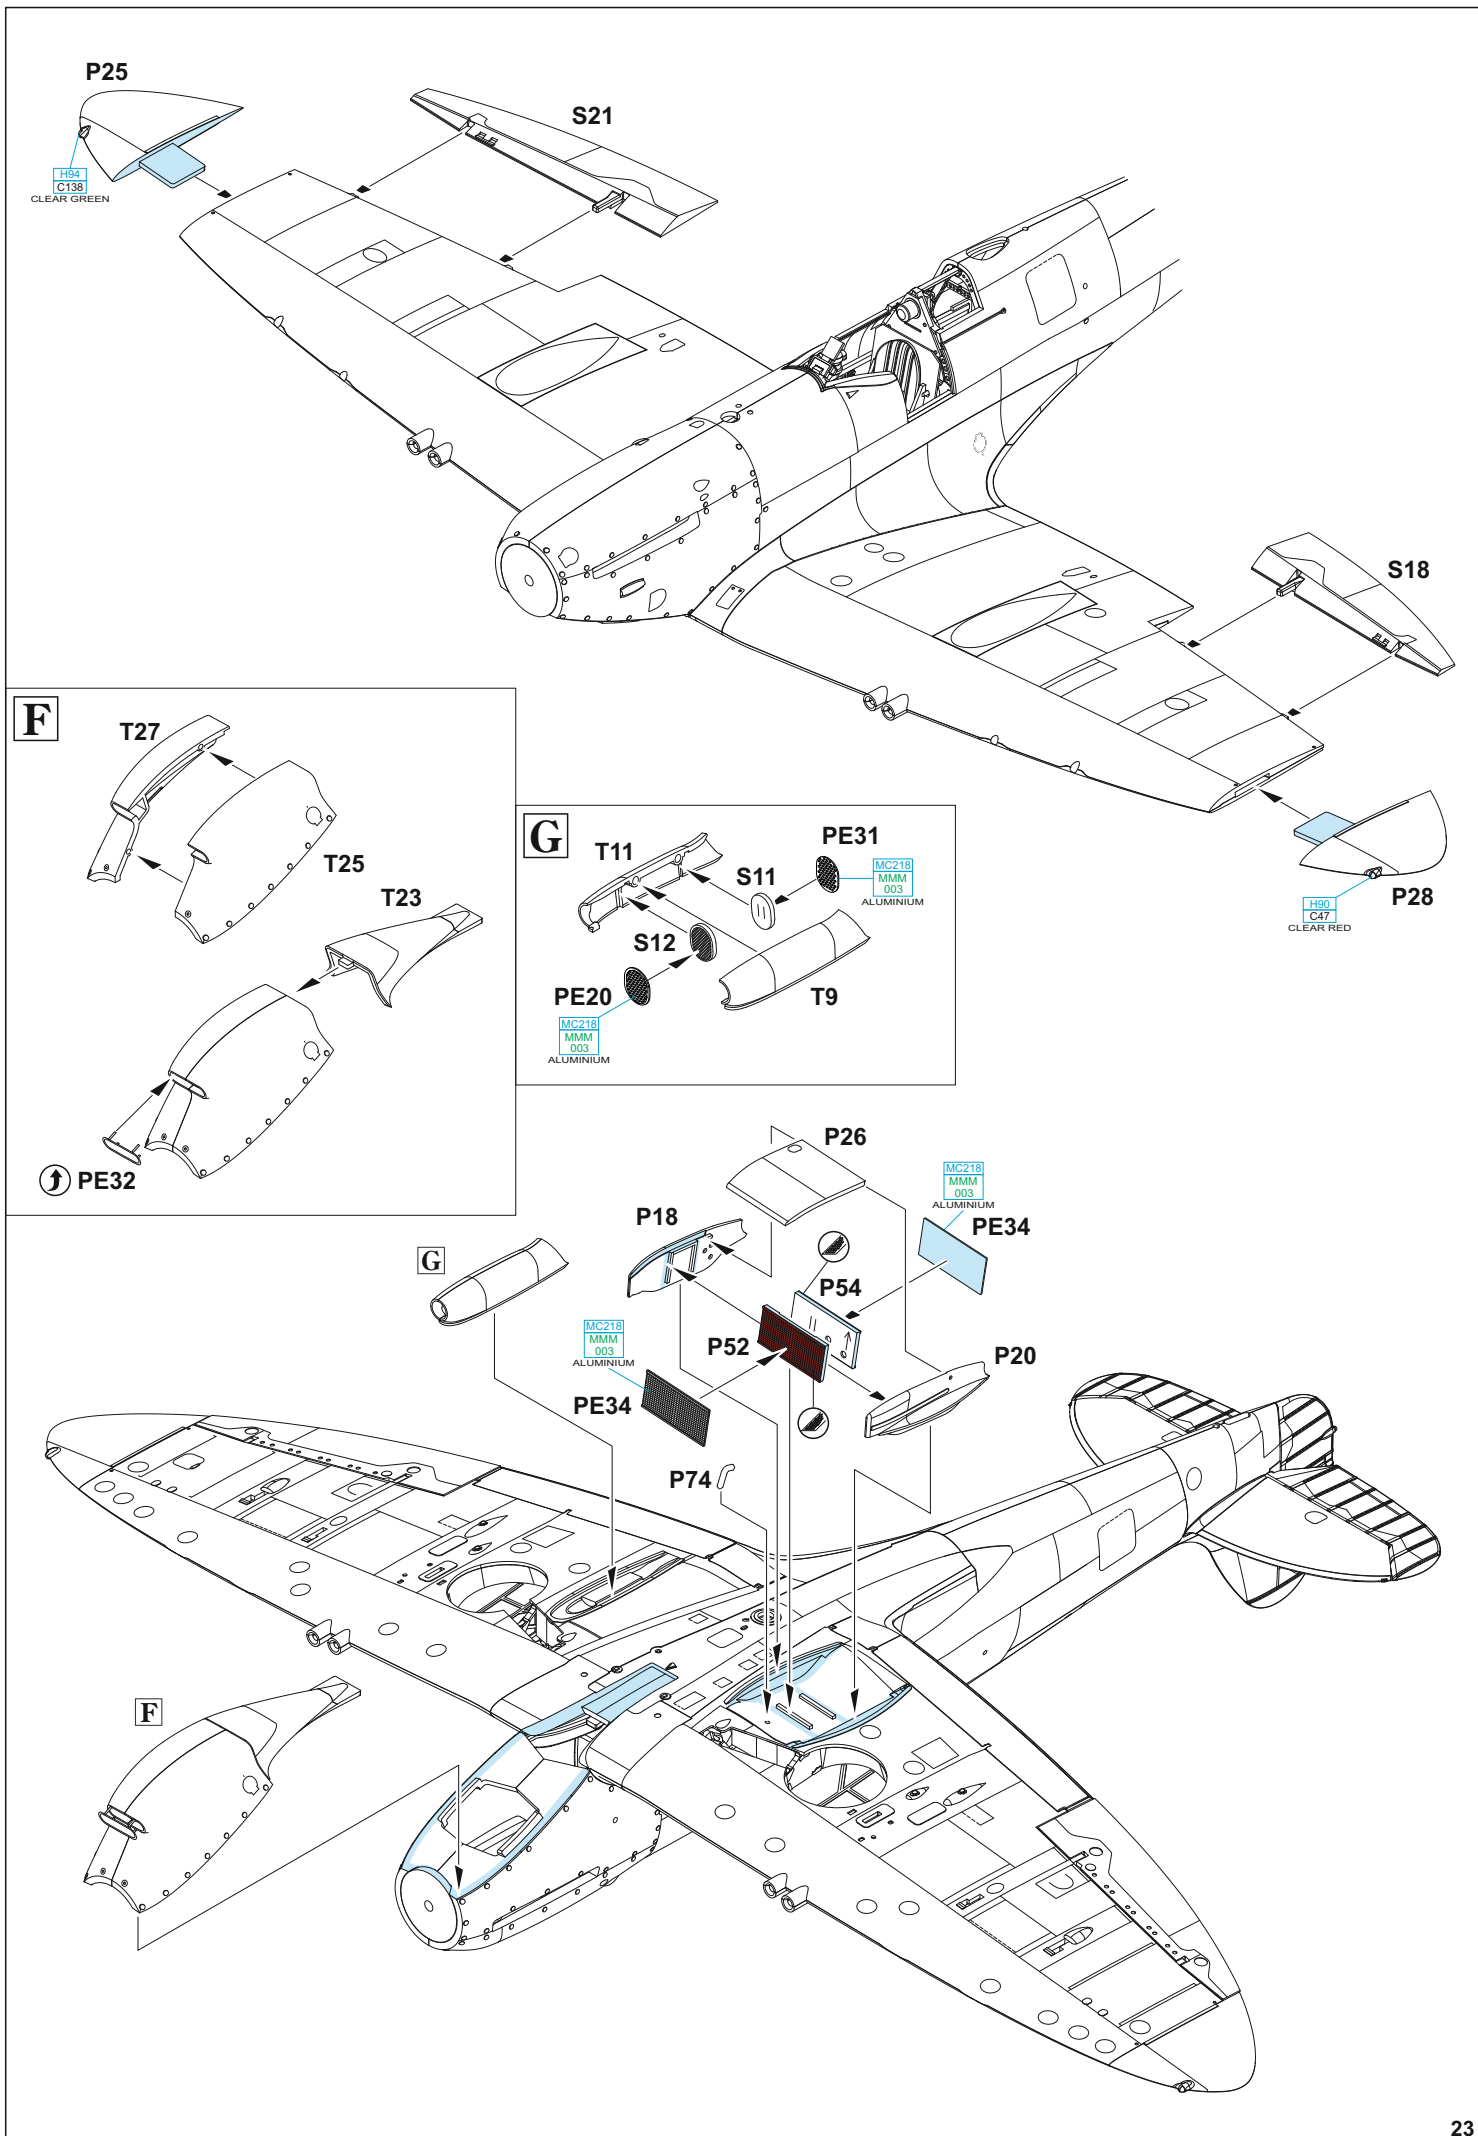 P25
H94
C138
CLEAR GREEN
S21
S18
P28
H90
C47
CLEAR RED
F
T27
T25
T23
PE32
G
T11
S11
PE31
MC218
MMM
003
ALUMINIUM
S12
PE20
MC218
MMM
003
ALUMINIUM
T9
P26
P18
MC218
MMM
003
ALUMINIUM
PE34
G
P54
P52
MC218
MMM
003
ALUMINIUM
PE34
P20
P74
F
23